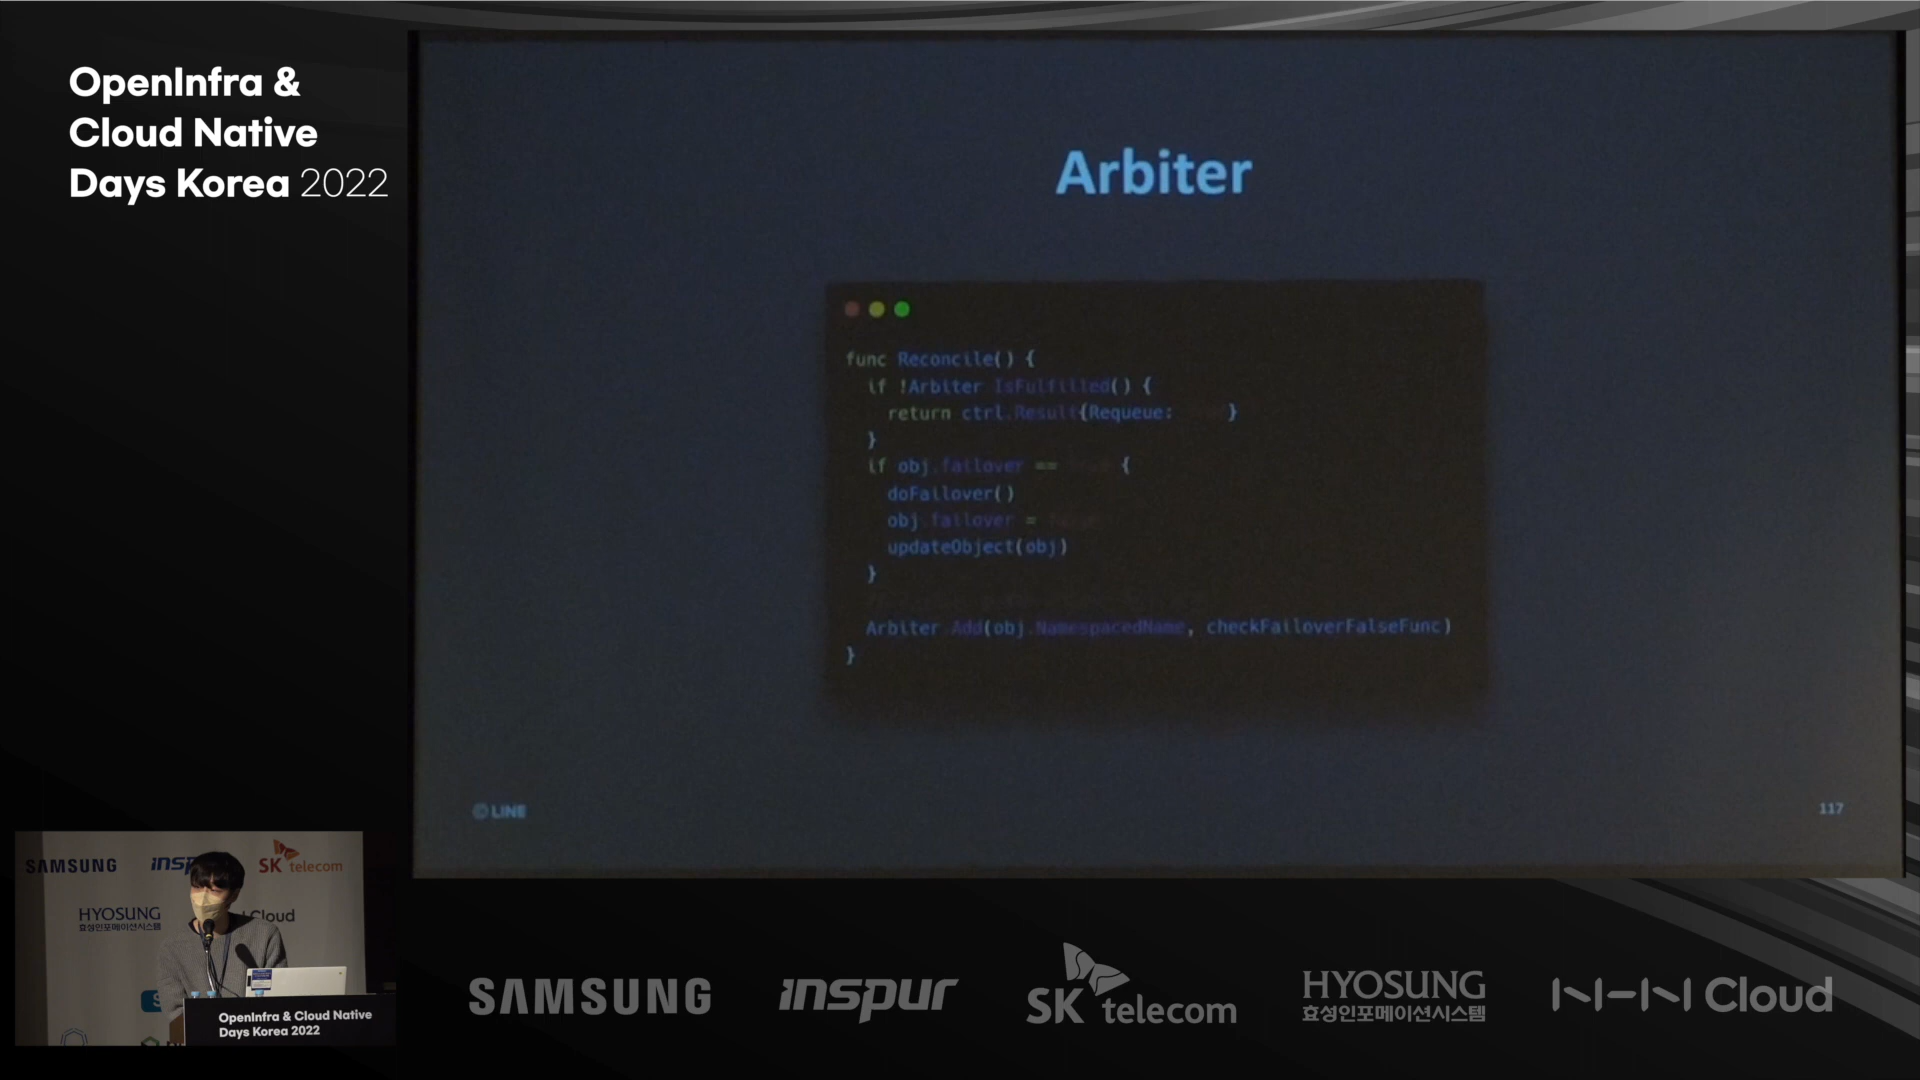 OpenInfra &
Cloud Native
Days Korea 2022
Arbiter
func Reconcile() {
if !Arbiter IsFulfilled() {
return ctrl.Result{Requeue: }
}
if obj.failover == {
doFailover()
obj.failover =
updateObject(obj)
}
Arbiter.Add(obj.NamespacedName, checkFailoverFalseFunc)
}
© LINE
117
SAMSUNG
SK telecom
HYOSUNG
효성인포메이션시스템
Cloud
OpenInfra & Cloud Native
Days Korea 2022
SAMSUNG
inspur
SK telecom
HYOSUNG
효성인포메이션시스템
NHN Cloud